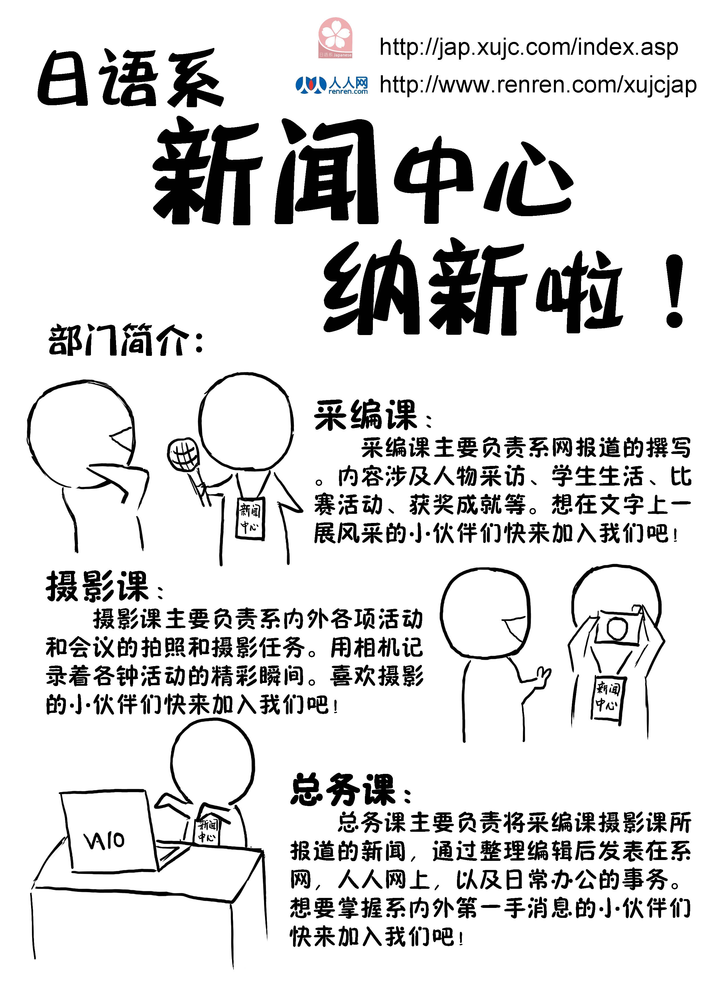 日语系 Japanese
http://jap.xujc.com/index.asp
人人网
renren.com
http://www.renren.com/xujcjap
日语系
新闻中心
纳新啦！
部门简介：
采编课：
采编课主要负责系网报道的撰写
。内容涉及人物采访、学生生活、比
赛活动、获奖成就等。想在文字上一
展风采的小伙伴们快来加入我们吧！
新闻
中心
摄影课：
摄影课主要负责系内外各项活动
和会议的拍照和摄影任务。用相机记
录着各钟活动的精彩瞬间。喜欢摄影
的小伙伴们快来加入我们吧！
新闻
中心
总务课：
总务课主要负责将采编课摄影课所
报道的新闻，通过整理编辑后发表在系
网，人人网上，以及日常办公的事务。
想要掌握系内外第一手消息的小伙伴们
快来加入我们吧！
新闻
中心
VAIO